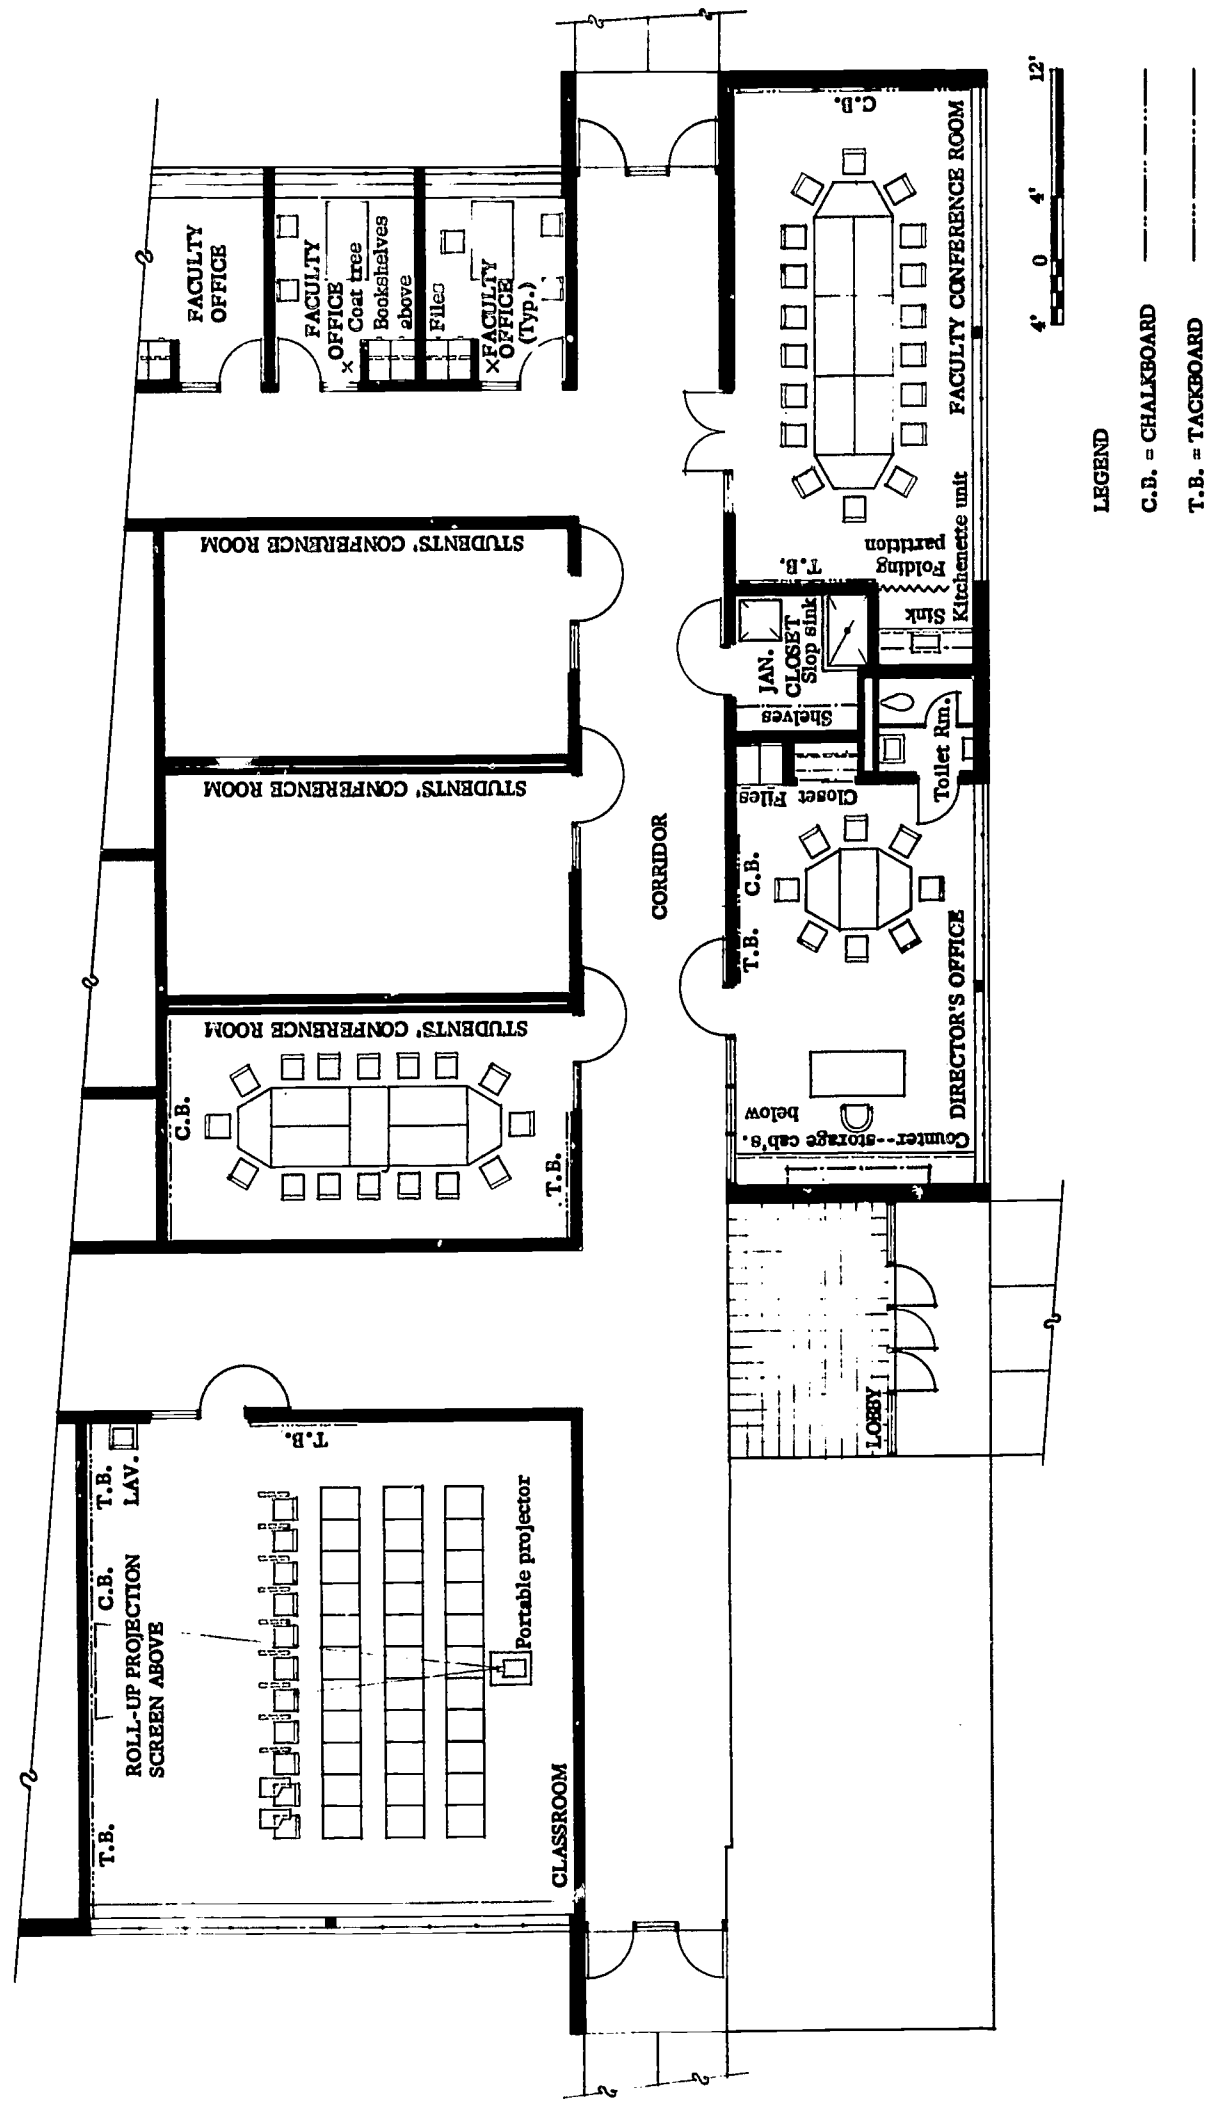 FACULTY
OFFICE
FACULTY
OFFICE
Coat tree
Bookshelves
above
Files
FACULTY
OFFICE
(Typ.)
C.B.
FACULTY CONFERENCE ROOM
T.B.
Folding
partition
Kitchenette unit
Sink
STUDENTS' CONFERENCE ROOM
STUDENTS' CONFERENCE ROOM
STUDENTS' CONFERENCE ROOM
C.B.
T.B.
JAN.
CLOSET
Slop sink
Shelves
Toilet Rm.
Closet
Files
CORRIDOR
C.B.
T.B.
DIRECTOR'S OFFICE
Counter--storage cab's.
below
LOBBY
T.B.
T.B.
LAV.
C.B.
ROLL-UP PROJECTION
SCREEN ABOVE
T.B.
Portable projector
CLASSROOM
4' 0 4' 12'
LEGEND
C.B. = CHALKBOARD
T.B. = TACKBOARD